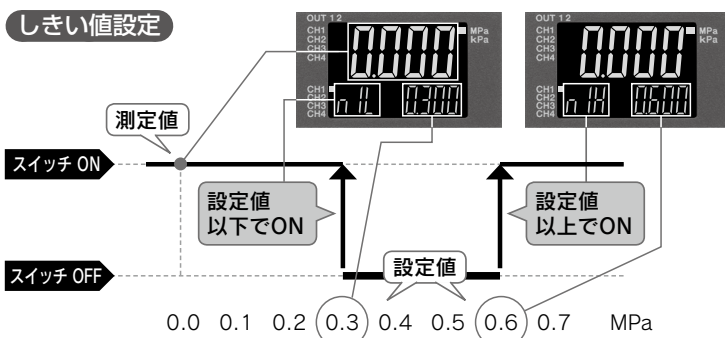 しきい値設定
OUT 1 2
CH1
CH2
CH3
CH4
0.000
MPa
kPa
CH1
CH2
CH3
CH4
n 1L
0.300
OUT 1 2
CH1
CH2
CH3
CH4
0.000
MPa
kPa
CH1
CH2
CH3
CH4
n 1H
0.600
測定値
スイッチ ON
設定値
以下でON
設定値
以上でON
スイッチ OFF
設定値
0.0 0.1 0.2 0.3 0.4 0.5 0.6 0.7 MPa